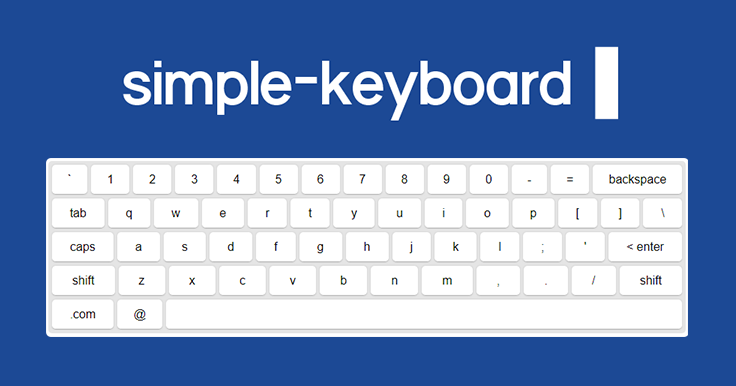 simple-keyboard
` 1 2 3 4 5 6 7 8 9 0 - = backspace
tab q w e r t y u i o p [ ] \
caps a s d f g h j k l ; ' < enter
shift z x c v b n m , . / shift
.com @